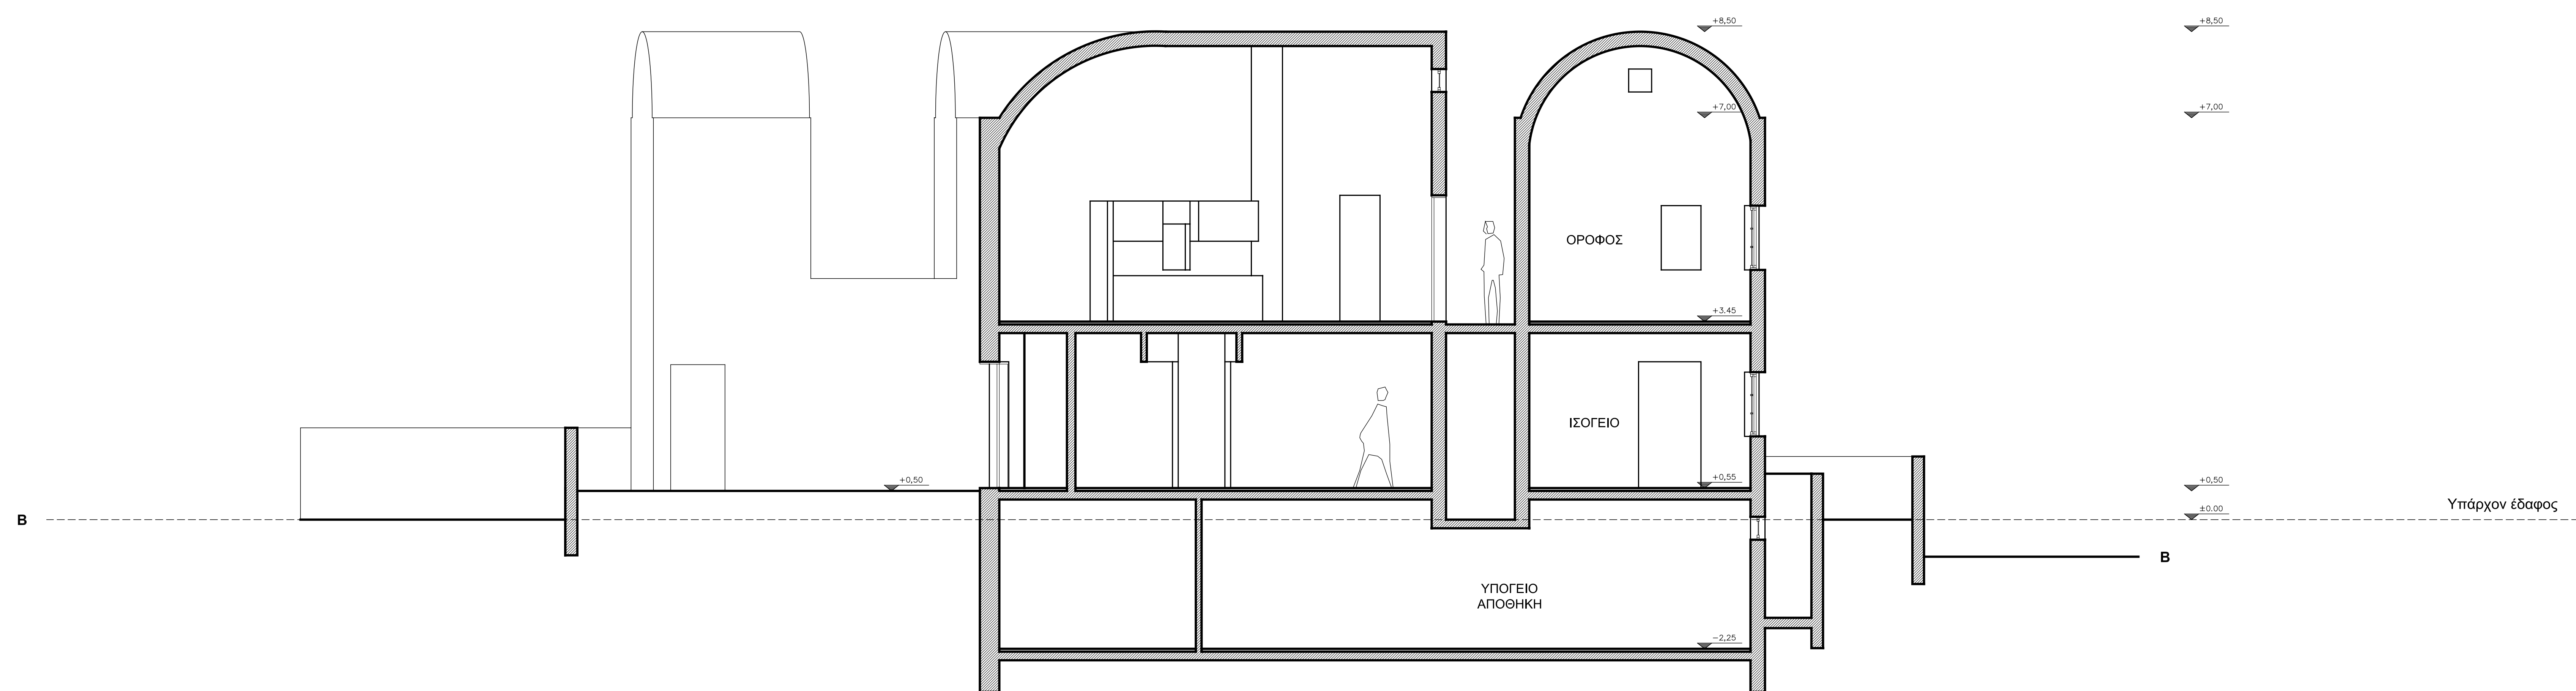 +8,50
+8,50
+7,00
+7,00
ΟΡΟΦΟΣ
+3.45
ΙΣΟΓΕΙΟ
+0,50
+0,55
+0,50
Υπάρχον έδαφος
±0.00
B
B
ΥΠΟΓΕΙΟ
ΑΠΟΘΗΚΗ
−2,25